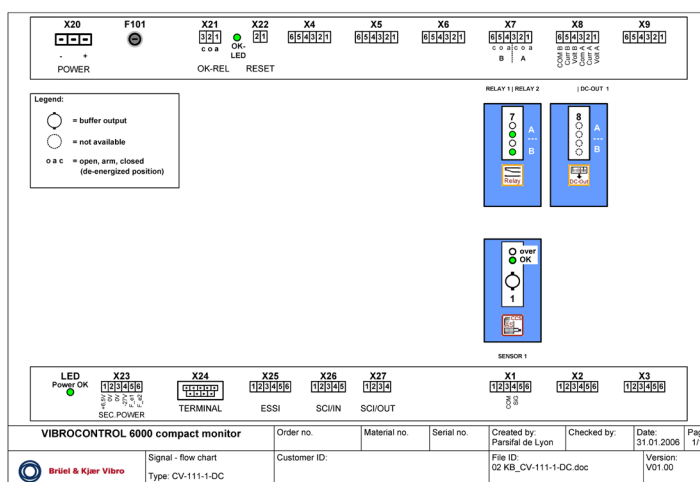 X20 F101 X21 X22 X4 X5 X6 X7 X8 X9
3 2 1 2 1 6 5 4 3 2 1 6 5 4 3 2 1 6 5 4 3 2 1 6 5 4 3 2 1 6 5 4 3 2 1 6 5 4 3 2 1
- +
POWER
c o a
OK-
LED
OK-REL RESET
c o a c o a
B A
COM B
Curr B
Volt B
Com A
Curr A
Volt A
RELAY 1 | RELAY 2 | DC-OUT 1
Legend:
= buffer output
= not available
o a c = open, arm, closed
(de-energized position)
7
A
B
Relay
8
A
B
DC-Out
over
OK
1
SENSOR 1
LED
Power OK
X23 X24 X25 X26 X27 X1 X2 X3
1 2 3 4 5 6 1 2 3 4 5 6 1 2 3 4 5 6 1 2 3 4 1 2 3 4 5 6 1 2 3 4 5 6 1 2 3 4 5 6
+6,5V
0V
0V
-27V
F_e1
F_e2
SEC.POWER TERMINAL ESSI SCI/IN SCI/OUT
COM
SIG
VIBROCONTROL 6000 compact monitor
Order no.
Material no.
Serial no.
Created by:
Parsifal de Lyon
Checked by:
Date:
31.01.2006
Pag
1/
Brüel & Kjær Vibro
Signal - flow chart
Type: CV-111-1-DC
Customer ID:
File ID:
02 KB_CV-111-1-DC.doc
Version:
V01.00